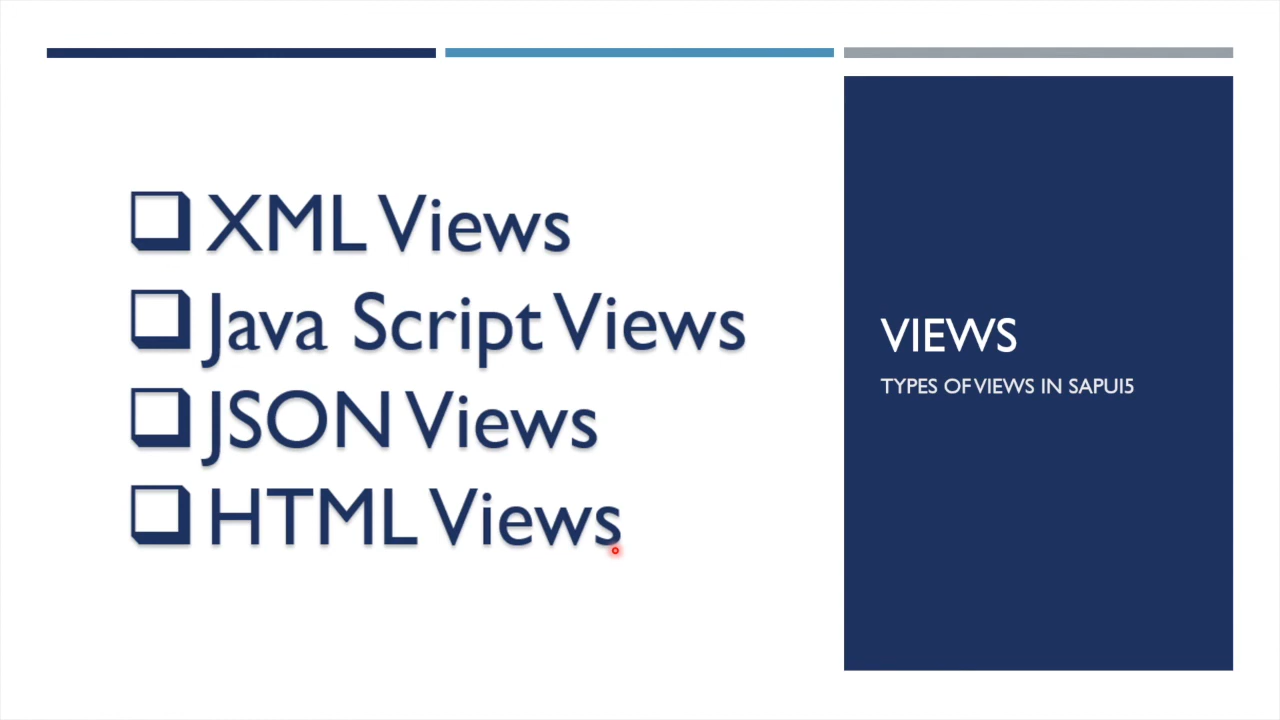 XML Views
Java Script Views
JSON Views
HTML Views
VIEWS
TYPES OF VIEWS IN SAPUI5